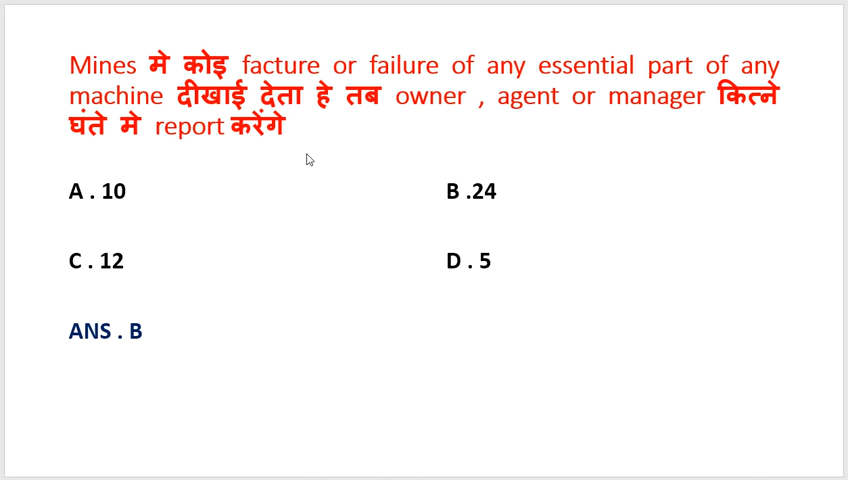 Mines मे कोइ facture or failure of any essential part of any
machine दीखाई देता हे तब owner , agent or manager कित्ने
घंते मे report करेंगे
A . 10 B .24
C . 12 D . 5
ANS . B